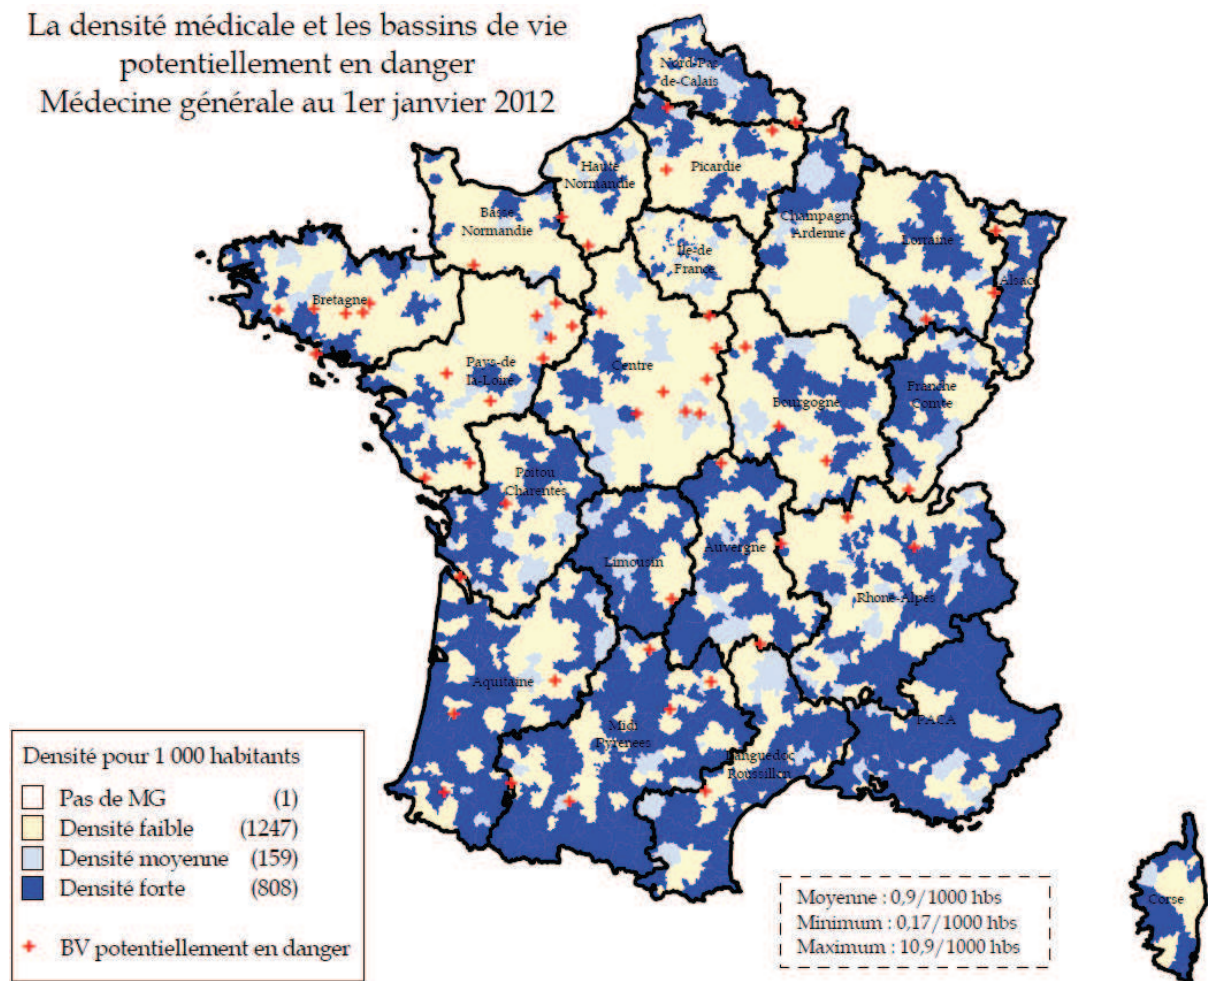 La densité médicale et les bassins de vie
potentiellement en danger
Médecine générale au 1er janvier 2012
Nord-Pas
de-Calais
Haute
Normandie
Picardie
Basse
Normandie
Champagne
Ardenne
Lorraine
Île-de
France
Alsace
Bretagne
Pays-de
la-Loire
Centre
Bourgogne
Franche
Comté
Poitou
Charentes
Limousin
Auvergne
Rhône-Alpes
Aquitaine
Midi
Pyrénées
Languedoc
Roussillon
PACA
Corse
Densité pour 1 000 habitants
Pas de MG (1)
Densité faible (1247)
Densité moyenne (159)
Densité forte (808)
BV potentiellement en danger
Moyenne : 0,9/1000 hbs
Minimum : 0,17/1000 hbs
Maximum : 10,9/1000 hbs